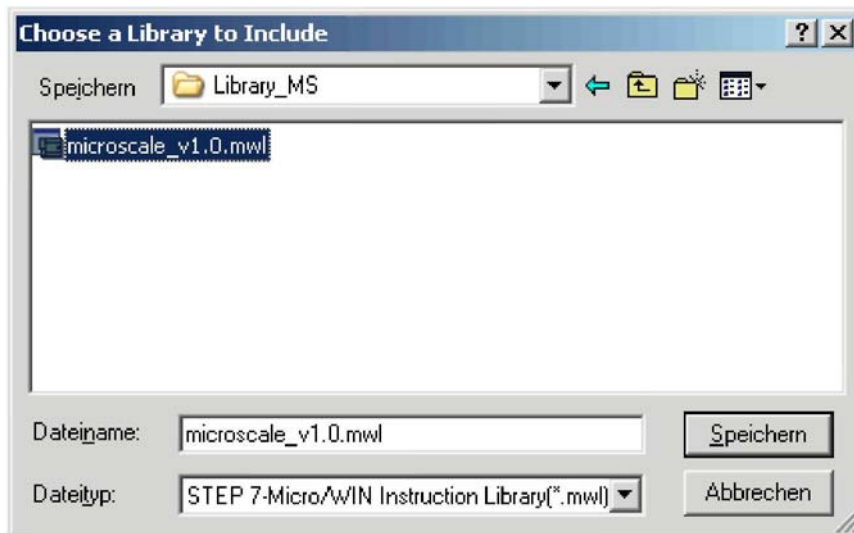 Choose a Library to Include
Speichern Library_MS
microscale_v1.0.mwl
Dateiname: microscale_v1.0.mwl Speichern
Dateityp: STEP 7-Micro/WIN Instruction Library(*.mwl) Abbrechen